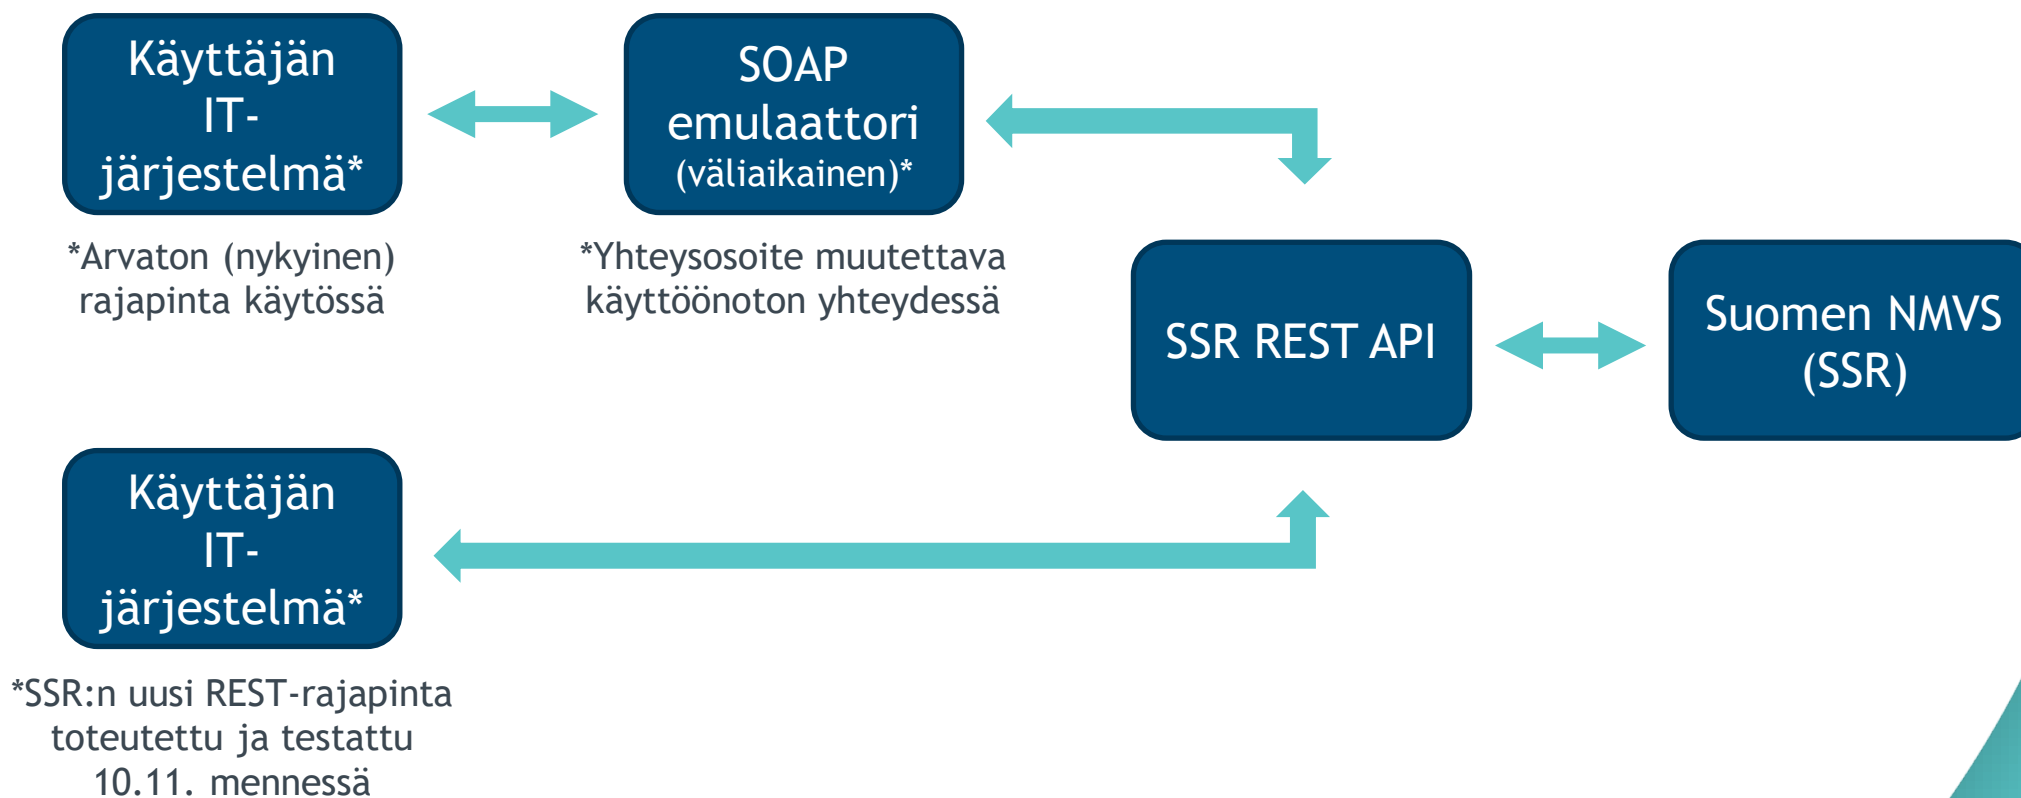 Käyttäjän
IT-
järjestelmä*
SOAP
emulaattori
(väliaikainen)*
*Arvaton (nykyinen)
rajapinta käytössä
*Yhteysosoite muutettava
käyttöönoton yhteydessä
SSR REST API
Suomen NMVS
(SSR)
Käyttäjän
IT-
järjestelmä*
*SSR:n uusi REST-rajapinta
toteutettu ja testattu
10.11. mennessä